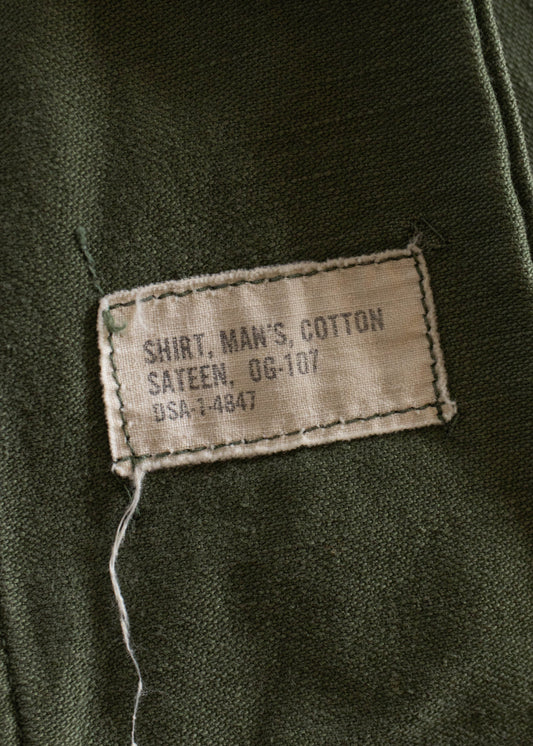 SHIRT, MAN'S, COTTON
SATEEN, OG-107
DSA-1-4847